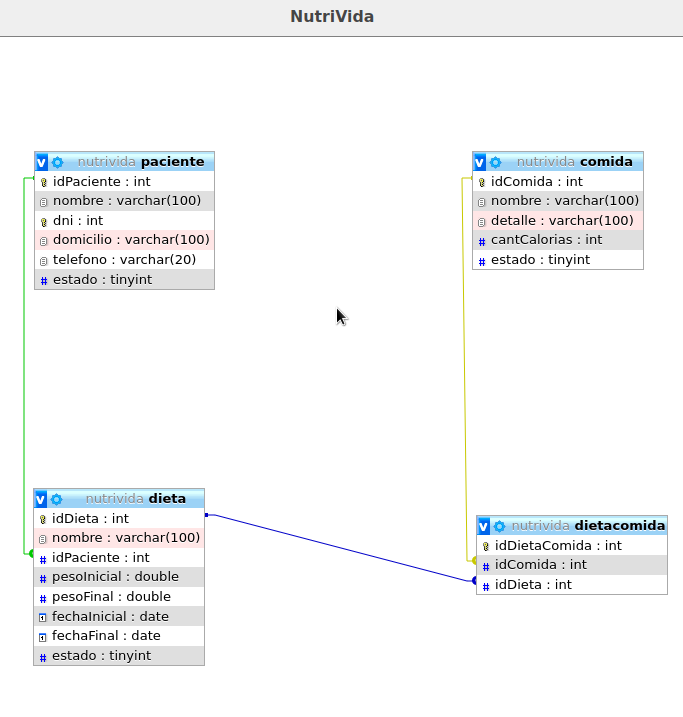 NutriVida
v nutrivida paciente
idPaciente : int
nombre : varchar(100)
dni : int
# domicilio : varchar(100)
telefono : varchar(20)
# estado : tinyint
v nutrivida comida
idComida : int
nombre : varchar(100)
detalle : varchar(100)
# cantCalorias : int
# estado : tinyint
v nutrivida dieta
idDieta : int
nombre : varchar(100)
# idPaciente : int
# pesoInicial : double
# pesoFinal : double
fechaInicial : date
fechaFinal : date
# estado : tinyint
v nutrivida dietacomida
idDietaComida : int
# idComida : int
# idDieta : int